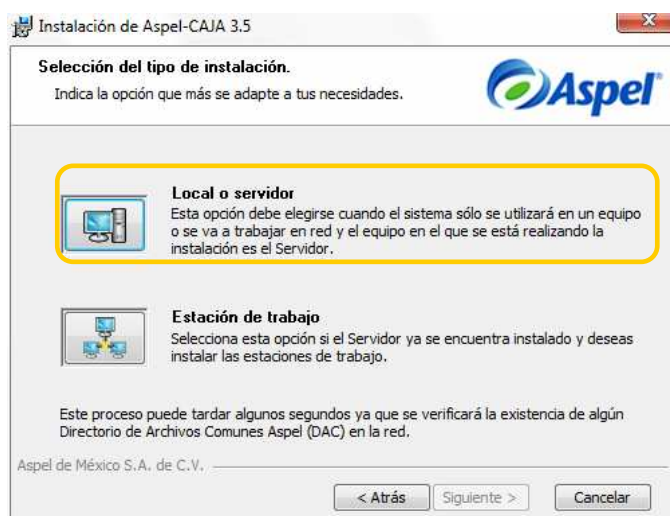 Instalación de Aspel-CAJA 3.5
Selección del tipo de instalación.
Indica la opción que más se adapte a tus necesidades.
Aspel
Local o servidor
Esta opción debe elegirse cuando el sistema sólo se utilizará en un equipo
o se va a trabajar en red y el equipo en el que se está realizando la
instalación es el Servidor.
Estación de trabajo
Selecciona esta opción si el Servidor ya se encuentra instalado y deseas
instalar las estaciones de trabajo.
Este proceso puede tardar algunos segundos ya que se verificará la existencia de algún
Directorio de Archivos Comunes Aspel (DAC) en la red.
Aspel de México S.A. de C.V.
< Atrás Siguiente > Cancelar